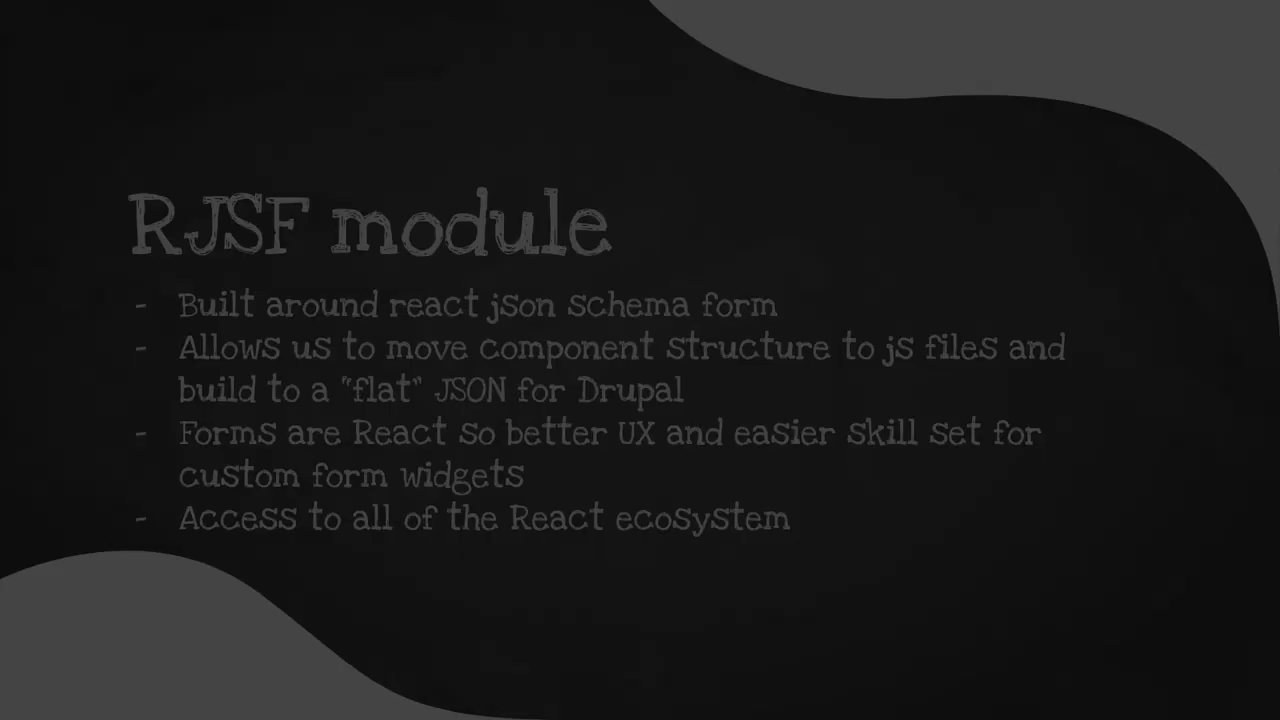 RJSF module
- Built around react json schema form
- Allows us to move component structure to js files and
build to a "flat" JSON for Drupal
- Forms are React so better UX and easier skill set for
custom form widgets
- Access to all of the React ecosystem